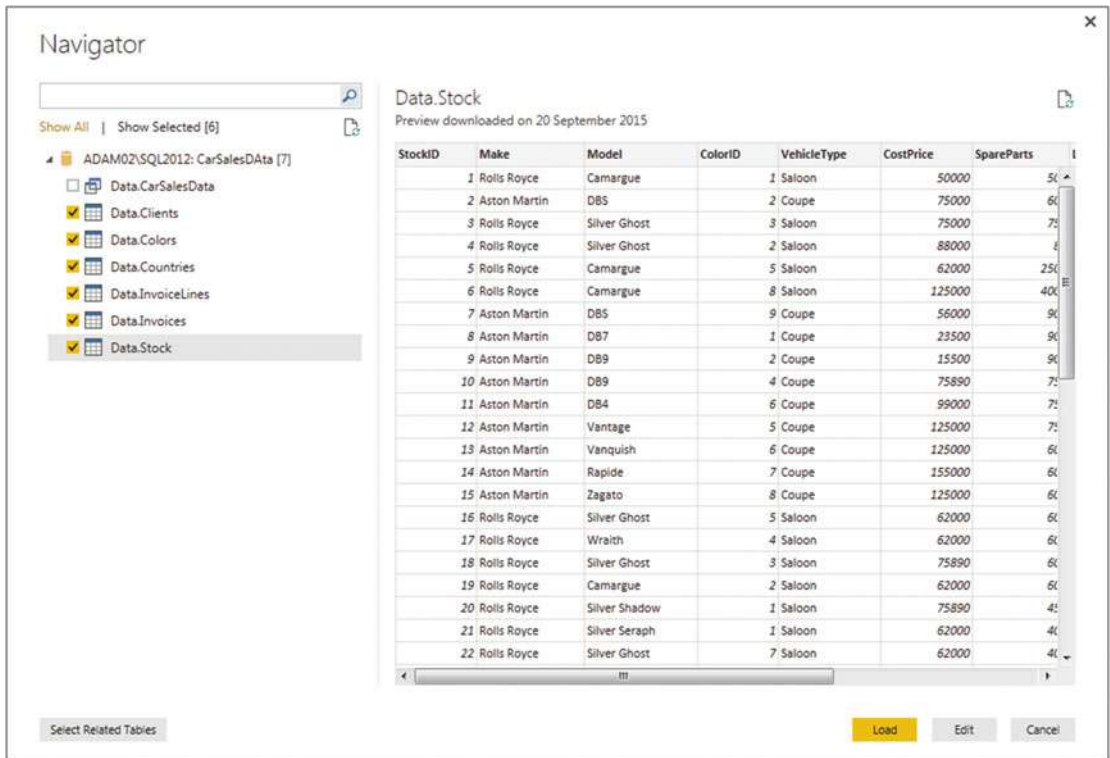 Navigator
Show All | Show Selected [6]
ADAM02\SQL2012: CarSalesDAta [7]
Data.CarSalesData
Data.Clients
Data.Colors
Data.Countries
Data.InvoiceLines
Data.Invoices
Data.Stock
Data.Stock
Preview downloaded on 20 September 2015
StockID Make Model ColorID VehicleType CostPrice SpareParts
1 Rolls Royce Camargue 1 Saloon 50000
2 Aston Martin DBS 2 Coupe 75000
3 Rolls Royce Silver Ghost 3 Saloon 75000
4 Rolls Royce Silver Ghost 2 Saloon 88000
5 Rolls Royce Camargue 5 Saloon 62000
6 Rolls Royce Camargue 8 Saloon 125000
7 Aston Martin DBS 9 Coupe 56000
8 Aston Martin DB7 1 Coupe 23500
9 Aston Martin DB9 2 Coupe 15500
10 Aston Martin DB9 4 Coupe 75890
11 Aston Martin DB4 6 Coupe 99000
12 Aston Martin Vantage 5 Coupe 125000
13 Aston Martin Vanquish 6 Coupe 125000
14 Aston Martin Rapide 7 Coupe 155000
15 Aston Martin Zagato 8 Coupe 125000
16 Rolls Royce Silver Ghost 5 Saloon 62000
17 Rolls Royce Wraith 4 Saloon 62000
18 Rolls Royce Silver Ghost 3 Saloon 75890
19 Rolls Royce Camargue 2 Saloon 62000
20 Rolls Royce Silver Shadow 1 Saloon 75890
21 Rolls Royce Silver Seraph 1 Saloon 62000
22 Rolls Royce Silver Ghost 7 Saloon 62000
Select Related Tables Load Edit Cancel